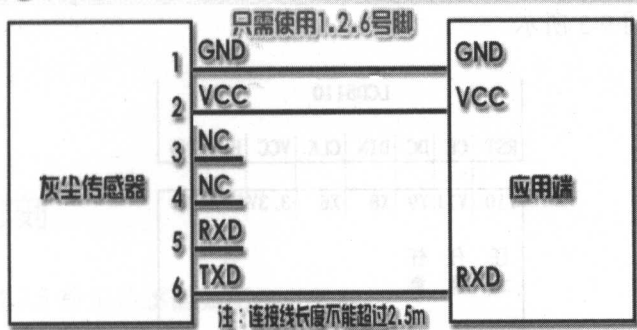 只需使用1.2.6号脚
1 GND GND
2 VCC VCC
3 NC
灰尘传感器 4 NC 应用端
5 RXD
6 TXD RXD
注:连接线长度不能超过2.5m